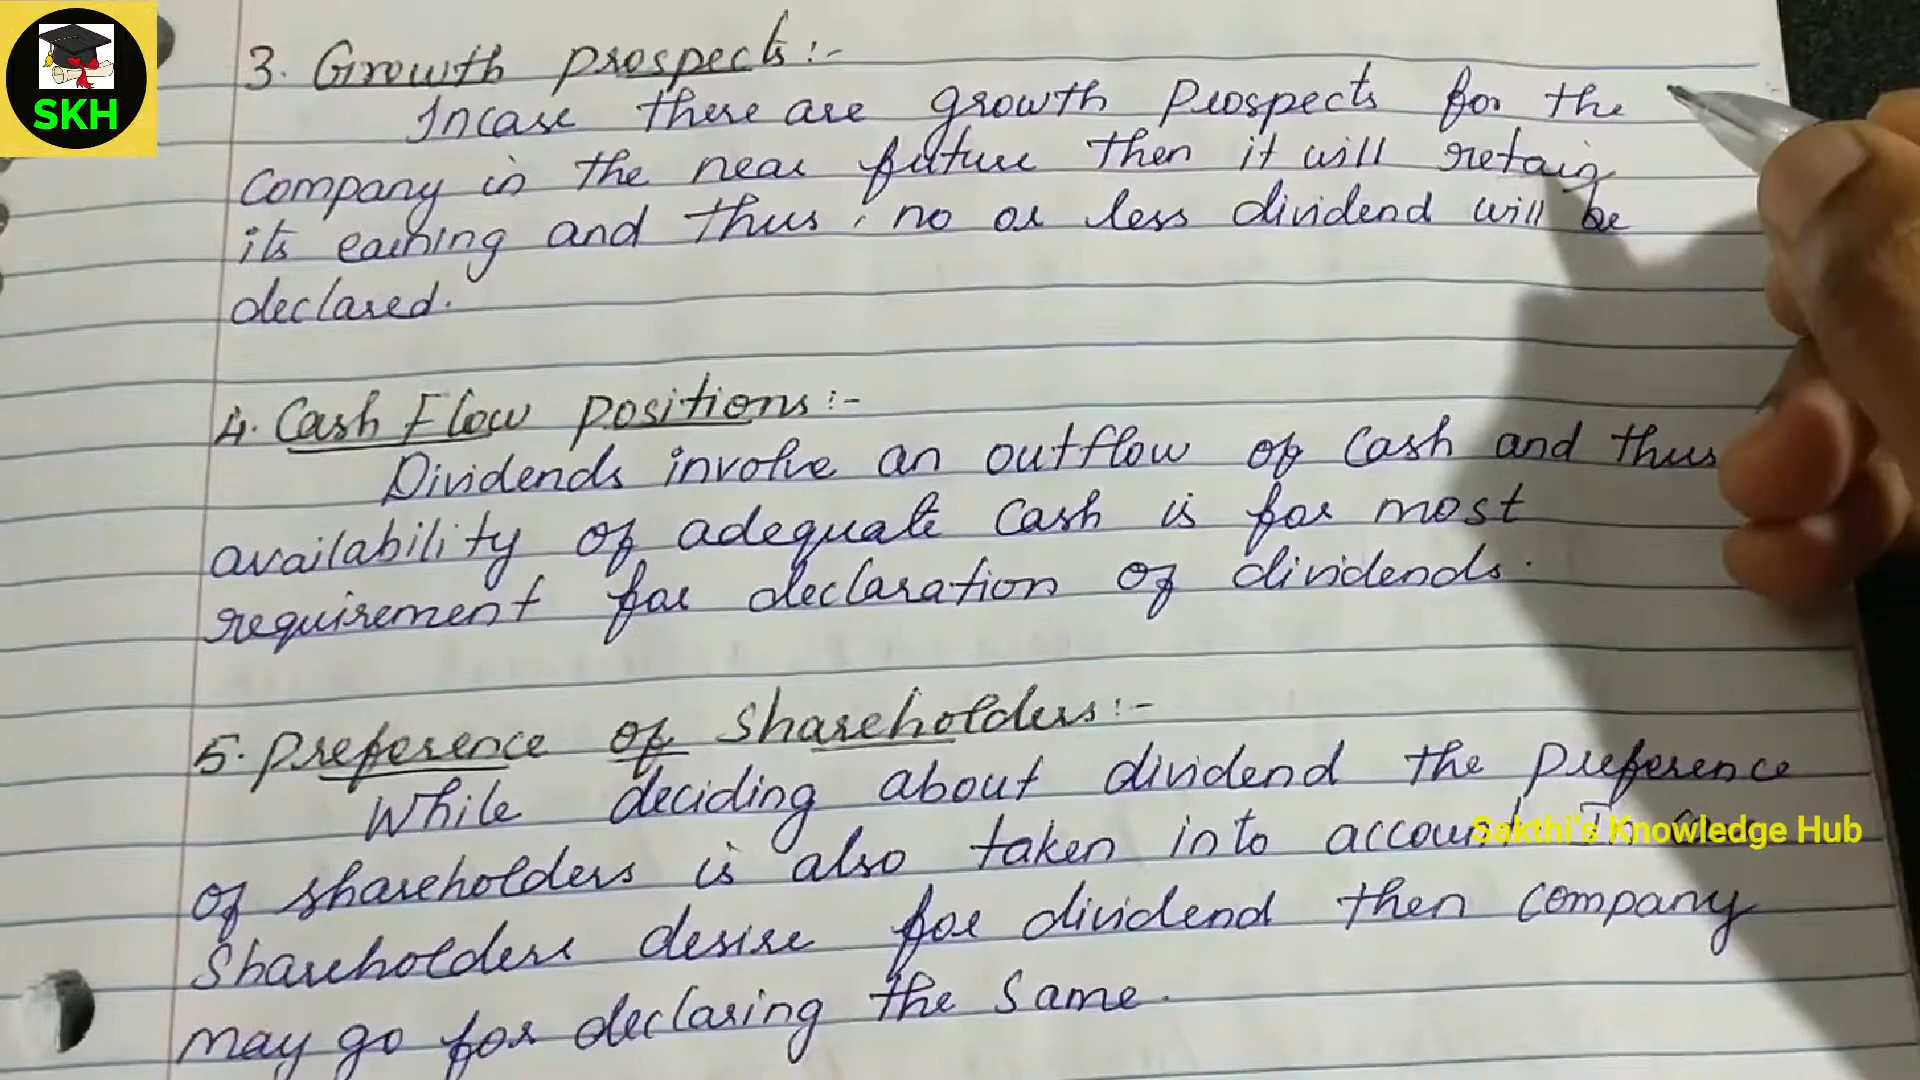 SKH
3. Growth prospects:-
Incase there are growth Prospects for the
Company in the near future then it will retain
its earning and thus, no or less dividend will be
declared.
4. Cash Flow Positions:-
Dividends involve an outflow of Cash and thus
availability of adequate Cash is for most
requirement for declaration of dividends.
5. Preference of Shareholders:-
While deciding about dividend the Preference
of shareholders is also taken into account In
Sakthi's Knowledge Hub
Shareholders desire for dividend then company
may go for declaring the Same.